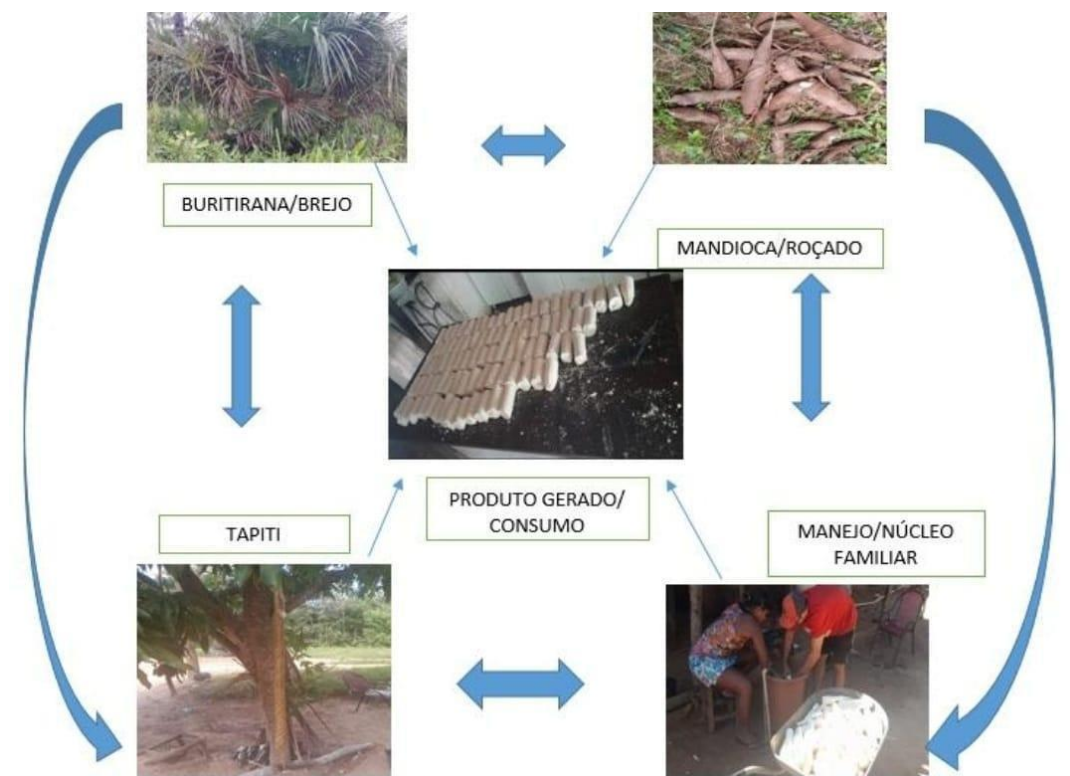 BURITIRANA/BREJO
MANDIOCA/ROÇADO
PRODUTO GERADO/
CONSUMO
TAPITI
MANEJO/NÚCLEO
FAMILIAR